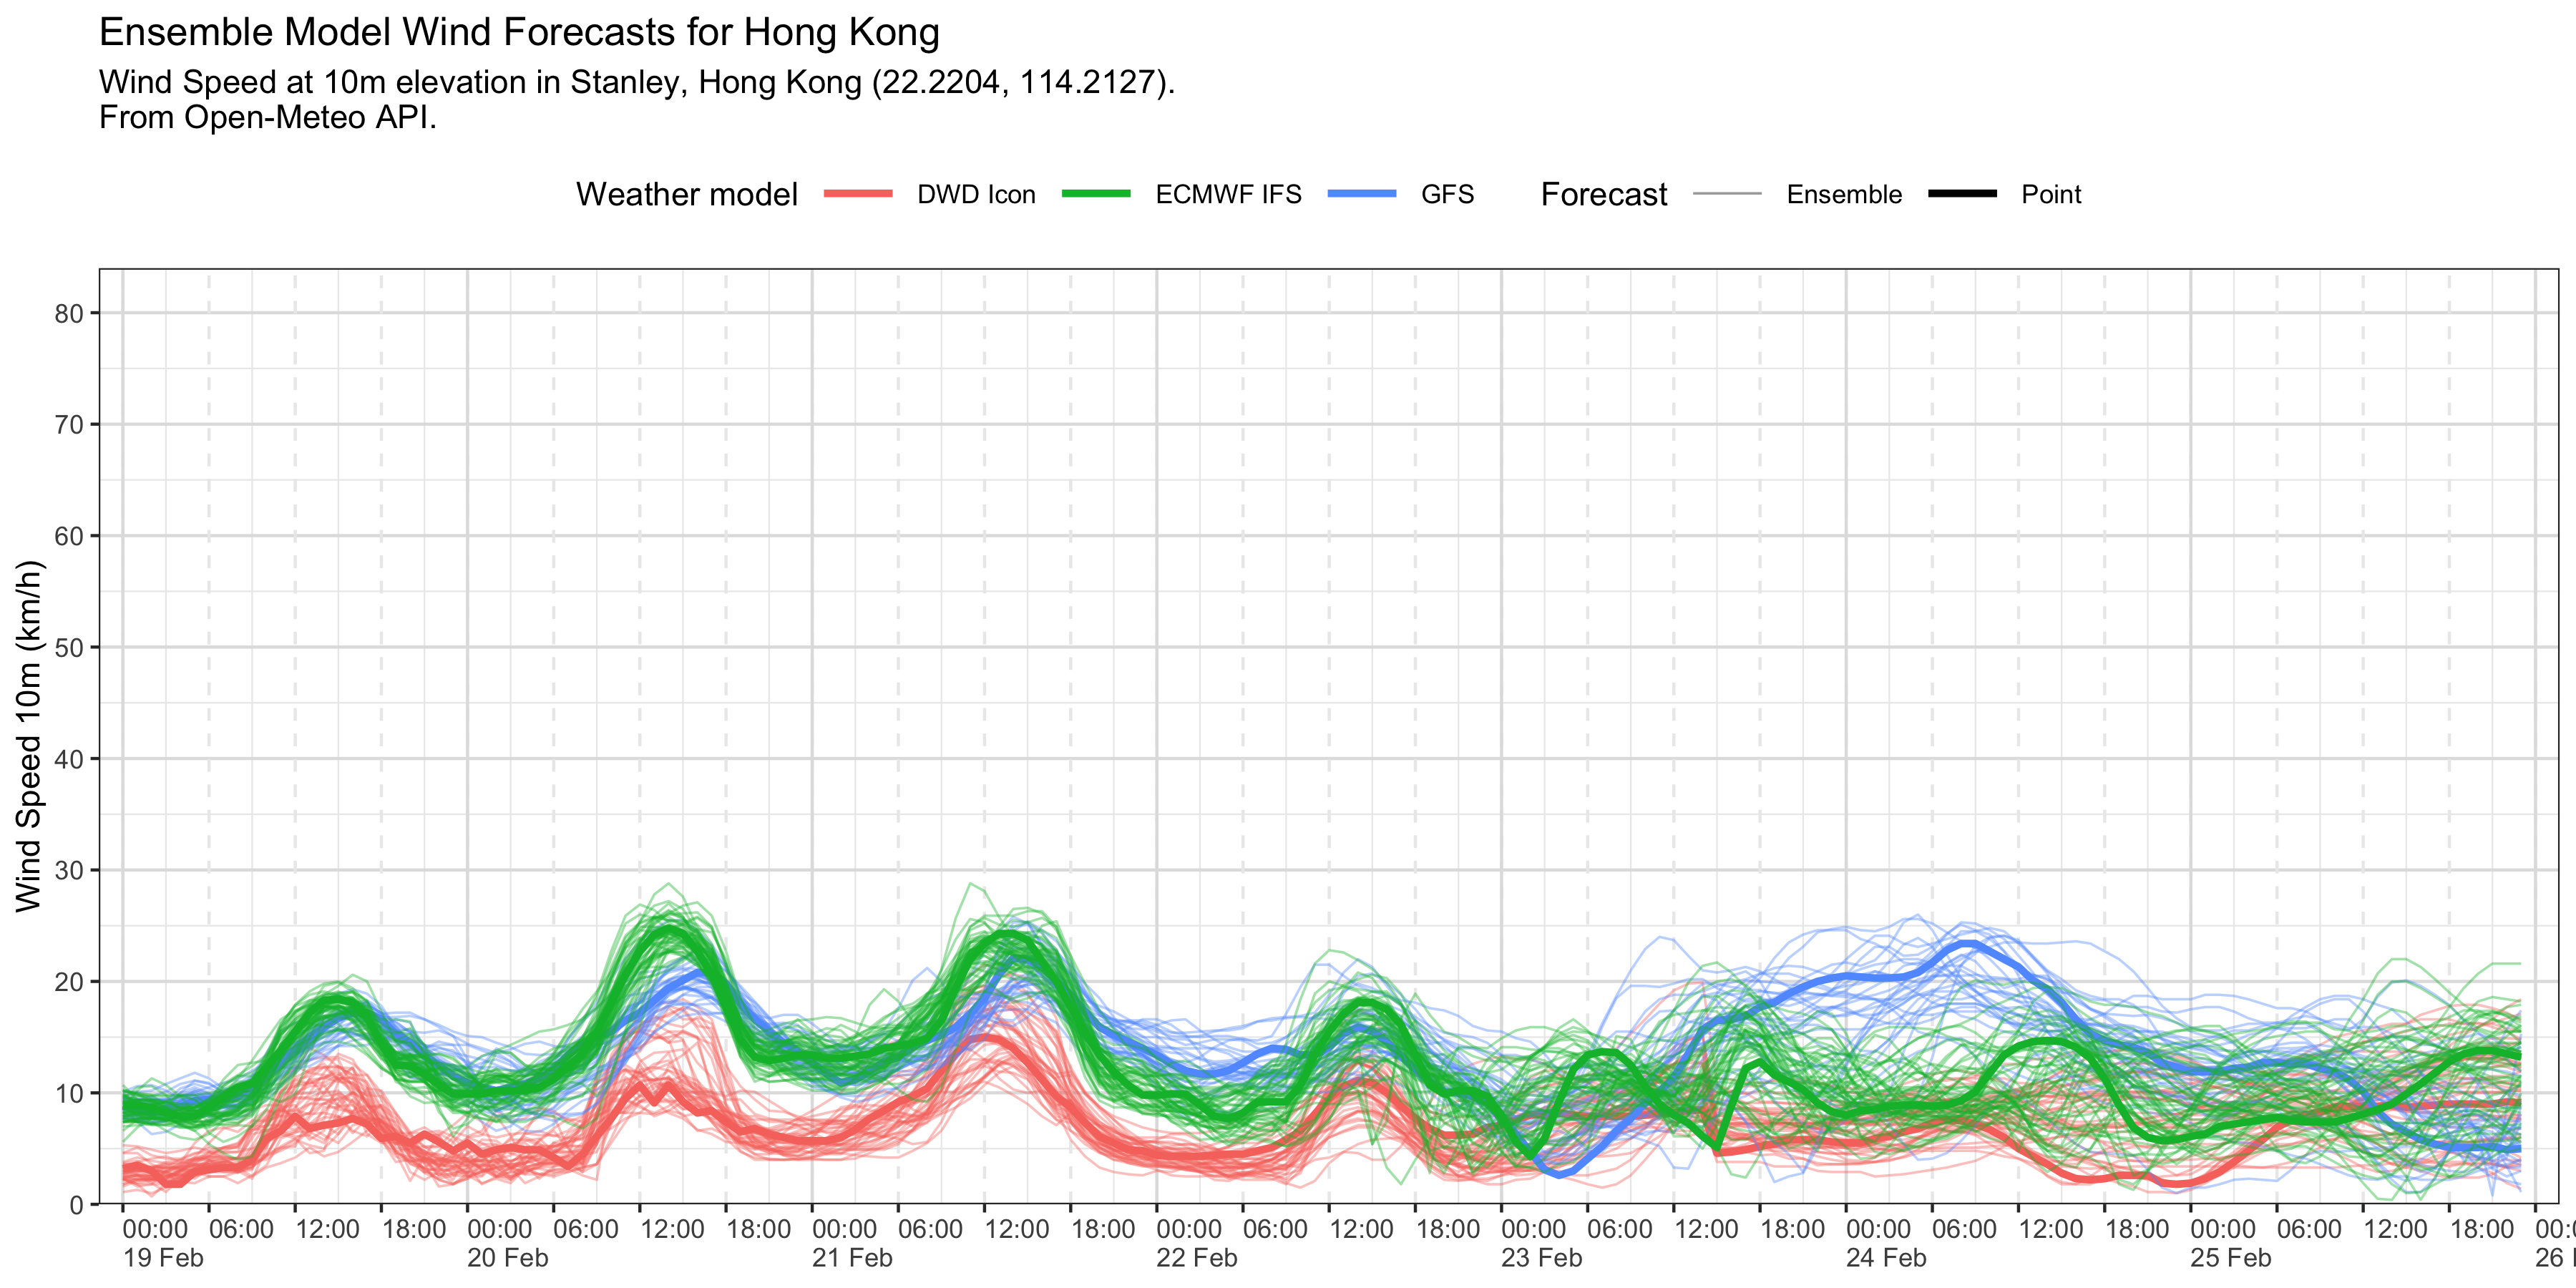 Ensemble Model Wind Forecasts for Hong Kong
Wind Speed at 10m elevation in Stanley, Hong Kong (22.2204, 114.2127).
From Open-Meteo API.
Weather model DWD Icon ECMWF IFS GFS Forecast Ensemble Point
Wind Speed 10m (km/h)
80
70
60
50
40
30
20
10
0
00:00 06:00 12:00 18:00 00:00 06:00 12:00 18:00 00:00 06:00 12:00 18:00 00:00 06:00 12:00 18:00 00:00 06:00 12:00 18:00 00:00 06:00 12:00 18:00 00:00 06:00 12:00 18:00
19 Feb 20 Feb 21 Feb 22 Feb 23 Feb 24 Feb 25 Feb 26